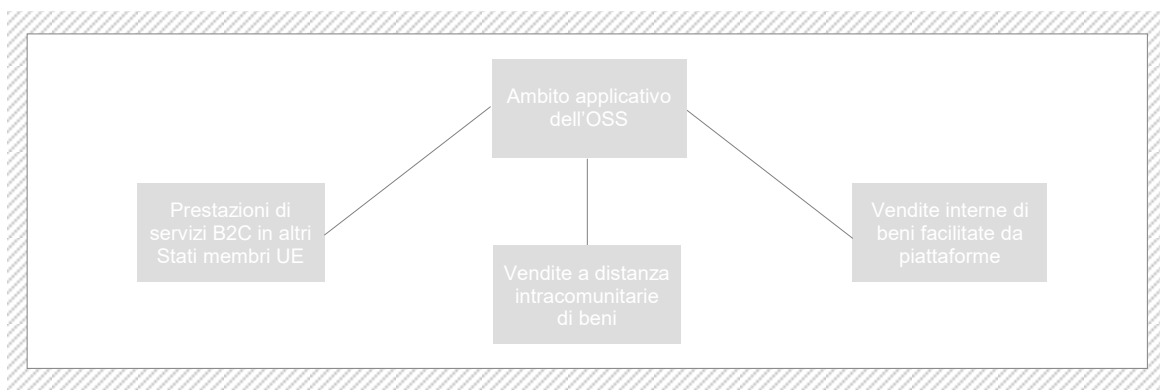 Ambito applicativo
dell'OSS
Prestazioni di
servizi B2C in altri
Stati membri UE
Vendite a distanza
intracomunitarie
di beni
Vendite interne di
beni facilitate da
piattaforme